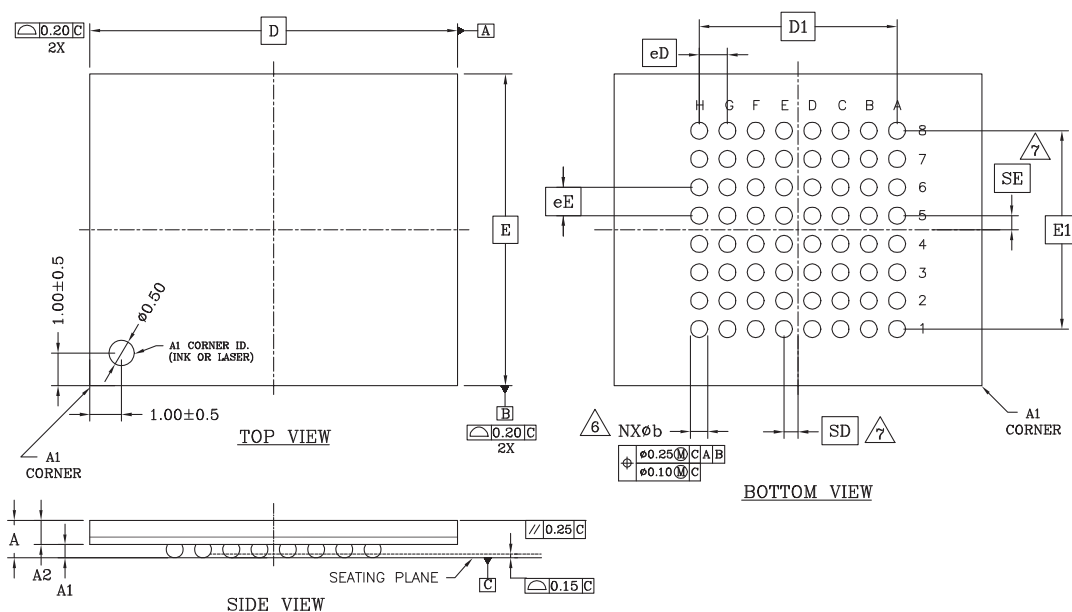 ⌓ 0.20 C
2X
D
A
E
1.00±0.5
ø0.50
A1 CORNER ID.
(INK OR LASER)
1.00±0.5
B
⌓ 0.20 C
2X
TOP VIEW
A1
CORNER
D1
eD
H G F E D C B A
8
7
6
5
4
3
2
1
7
SE
eE
E1
6 NXøb
SD 7
⌖ ø0.25Ⓜ C A B
ø0.10Ⓜ C
A1
CORNER
BOTTOM VIEW
A
A2
A1
// 0.25 C
SEATING PLANE
C
⌓ 0.15 C
SIDE VIEW